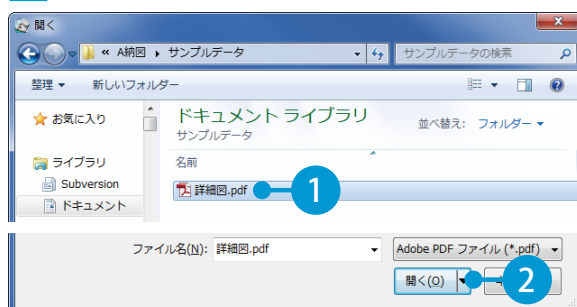 開く
« A納図 ▸ サンプルデータ
サンプルデータの検索
整理 ▼ 新しいフォルダー
お気に入り
ドキュメント ライブラリ
サンプルデータ
並べ替え: フォルダー ▼
ライブラリ
名前
Subversion
詳細図.pdf
1
ドキュメント
ファイル名(N): 詳細図.pdf
Adobe PDF ファイル (*.pdf)
開く(O)
2